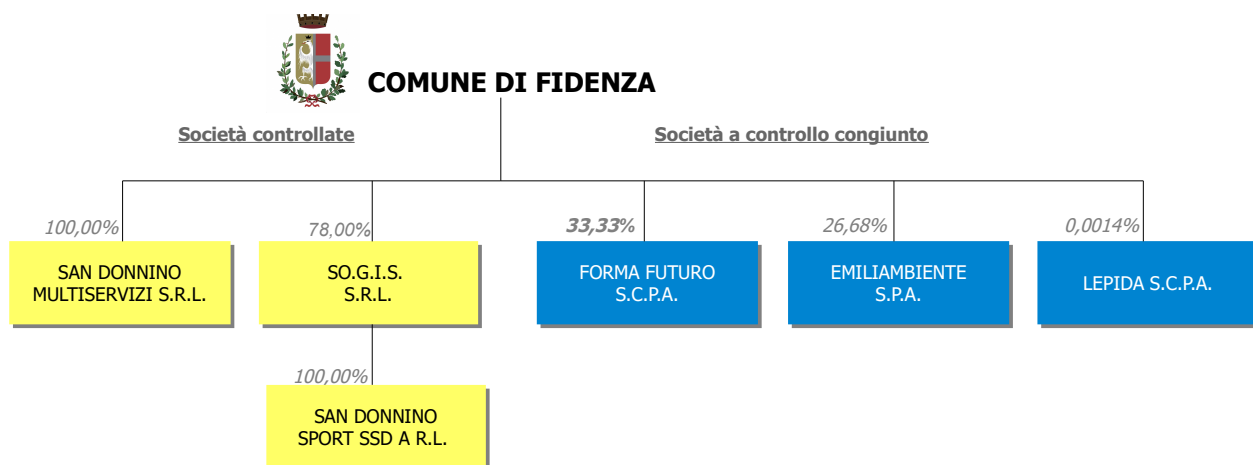 COMUNE DI FIDENZA
Società controllate
Società a controllo congiunto
100,00%
78,00%
33,33%
26,68%
0,0014%
SAN DONNINO
MULTISERVIZI S.R.L.
SO.G.I.S.
S.R.L.
FORMA FUTURO
S.C.P.A.
EMILIAMBIENTE
S.P.A.
LEPIDA S.C.P.A.
100,00%
SAN DONNINO
SPORT SSD A R.L.